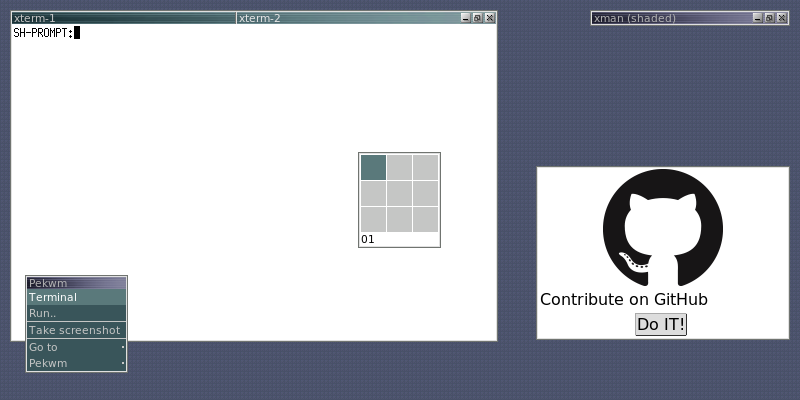 xterm-1
xterm-2
xman (shaded)
SH-PROMPT:
01
Contribute on GitHub
Do IT!
Pekwm
Terminal
Run..
Take screenshot
Go to
Pekwm